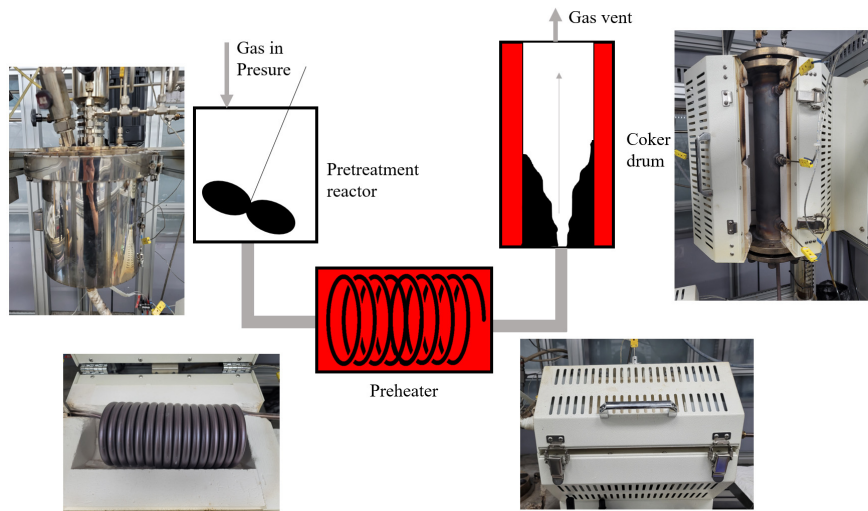 Gas in
Presure
Gas vent
Pretreatment
reactor
Coker
drum
Preheater